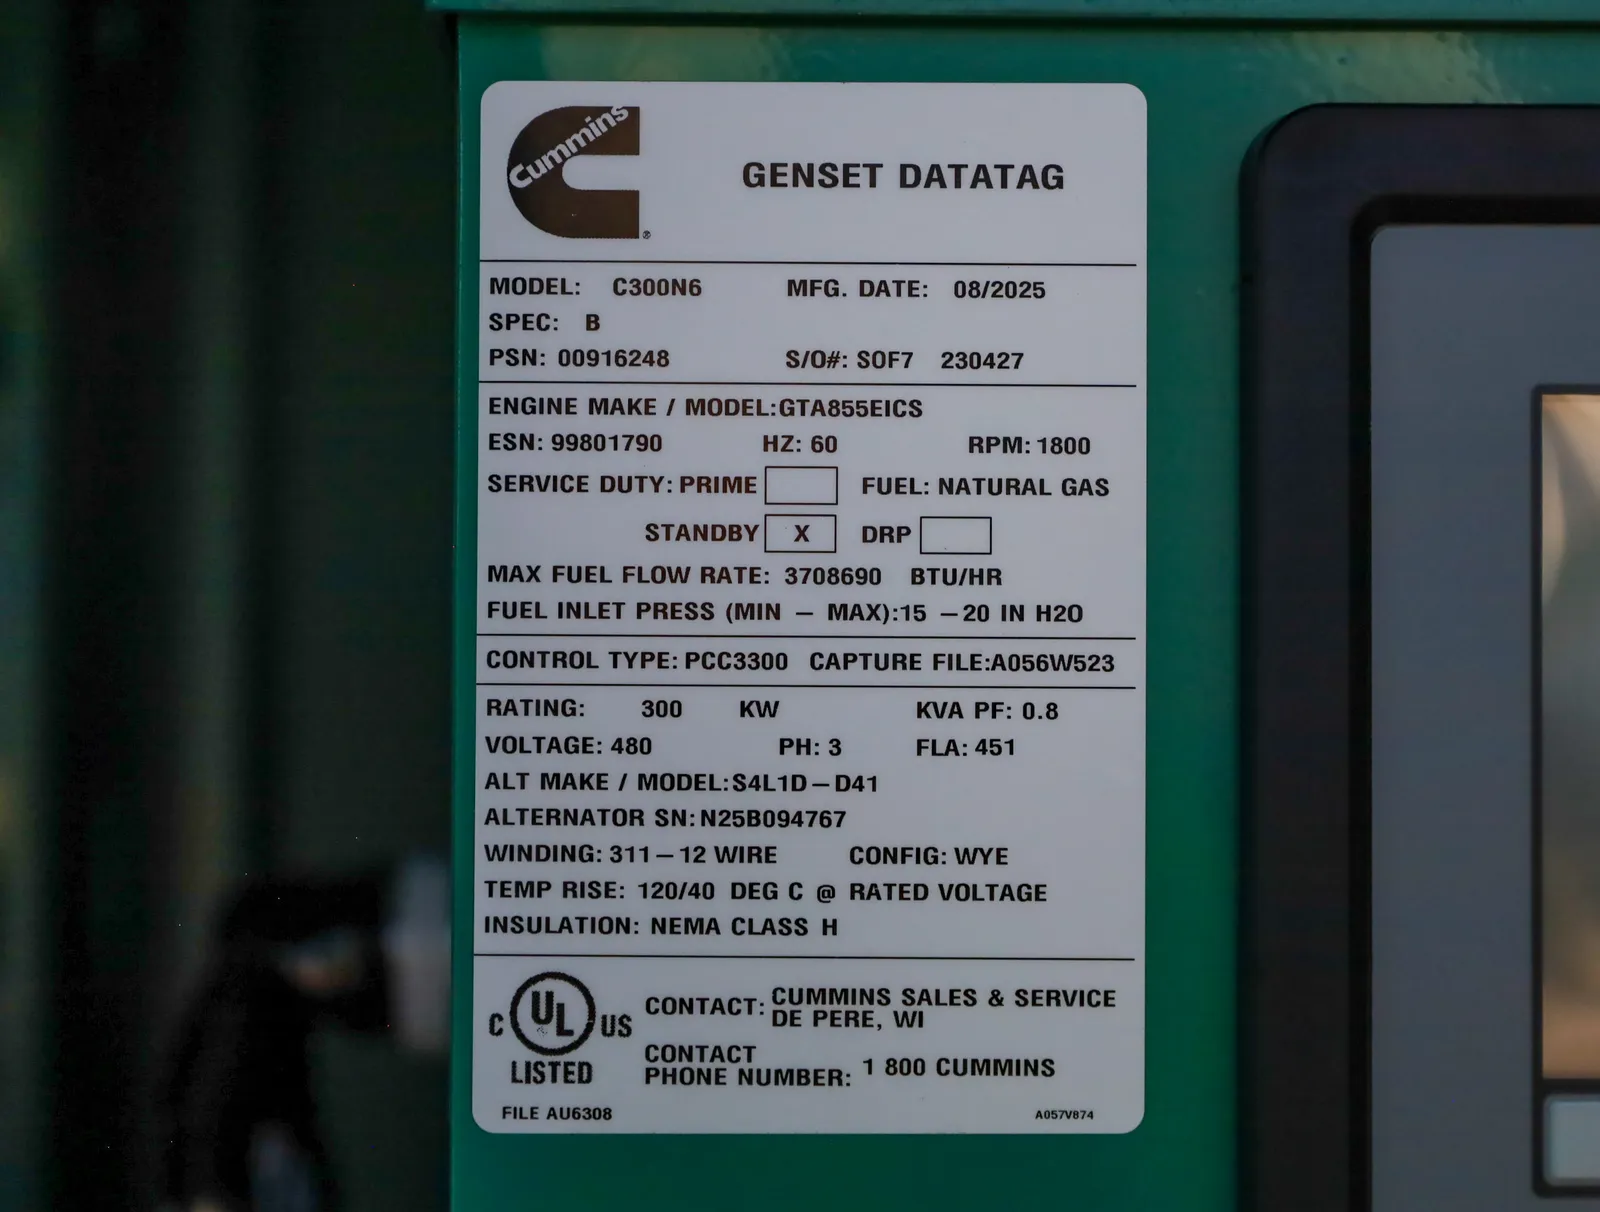 Cummins
®
GENSET DATATAG
MODEL: C300N6 MFG. DATE: 08/2025
SPEC: B
PSN: 00916248 S/O#: SOF7 230427
ENGINE MAKE / MODEL:GTA855EICS
ESN: 99801790 HZ: 60 RPM: 1800
SERVICE DUTY: PRIME FUEL: NATURAL GAS
STANDBY X DRP
MAX FUEL FLOW RATE: 3708690 BTU/HR
FUEL INLET PRESS (MIN – MAX):15 –20 IN H2O
CONTROL TYPE: PCC3300 CAPTURE FILE:A056W523
RATING: 300 KW KVA PF: 0.8
VOLTAGE: 480 PH: 3 FLA: 451
ALT MAKE / MODEL:S4L1D–D41
ALTERNATOR SN: N25B094767
WINDING: 311–12 WIRE CONFIG: WYE
TEMP RISE: 120/40 DEG C @ RATED VOLTAGE
INSULATION: NEMA CLASS H
C UL US
LISTED
CONTACT: CUMMINS SALES & SERVICE
DE PERE, WI
CONTACT
PHONE NUMBER: 1 800 CUMMINS
FILE AU6308
A057V874